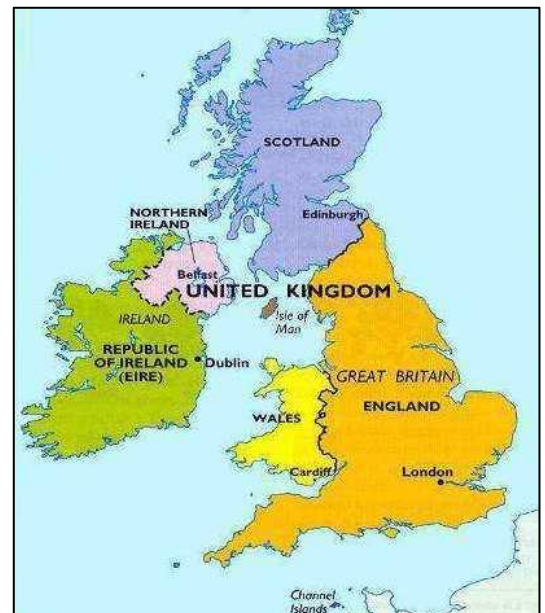 SCOTLAND
Edinburgh
NORTHERN
IRELAND
Belfast
UNITED KINGDOM
Isle of
Man
IRELAND
REPUBLIC
OF IRELAND
(EIRE)
Dublin
GREAT BRITAIN
ENGLAND
WALES
Cardiff
London
Channel
Islands